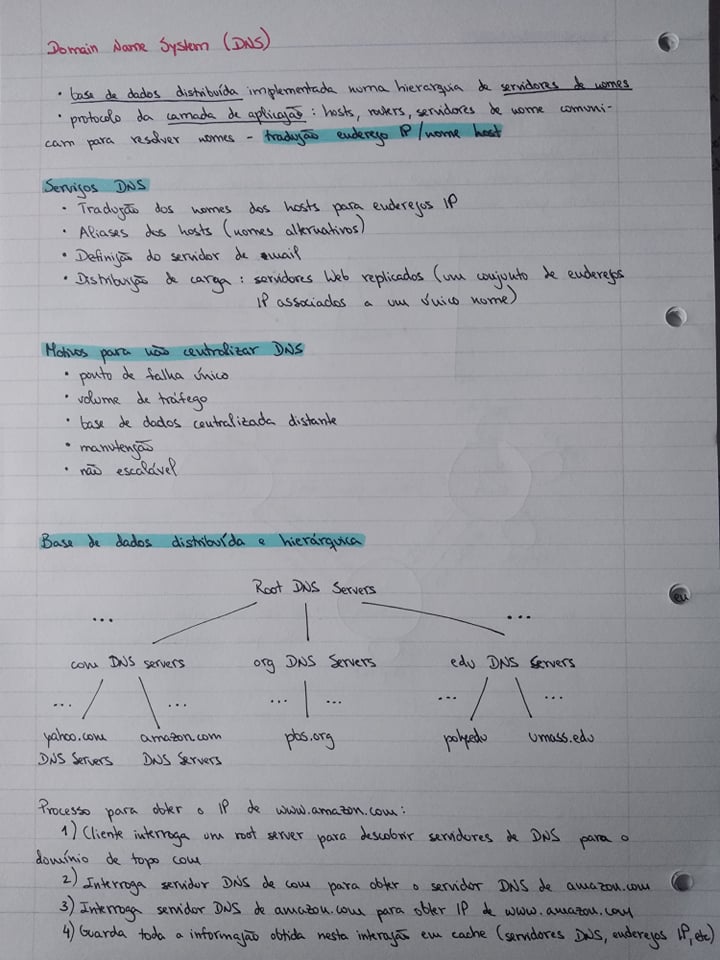 Domain Name System (DNS)
• base de dados distribuída implementada numa hierarquia de servidores de nomes
• protocolo da camada de aplicação : hosts, routers, servidores de nome comuni-
cam para resolver nomes - tradução endereço IP/nome host
Serviços DNS
• Tradução dos nomes dos hosts para endereços IP
• Aliases dos hosts (nomes alternativos)
• Definição do servidor de email
• Distribuição de carga : servidores Web replicados (um conjunto de endereços
IP associados a um único nome)
Motivos para não centralizar DNS
• ponto de falha único
• volume de tráfego
• base de dados centralizada distante
• manutenção
• não escalável
Base de dados distribuída e hierárquica
Root DNS Servers
... ...
com DNS servers org DNS Servers edu DNS Servers
... ... ... ... ... ...
yahoo.com amazon.com pbs.org poly.edu umass.edu
DNS Servers DNS Servers
Processo para obter o IP de www.amazon.com :
1) Cliente interroga um root server para descobrir servidores de DNS para o
domínio de topo com
2) Interroga servidor DNS de com para obter o servidor DNS de amazon.com
3) Interroga servidor DNS de amazon.com para obter IP de www.amazon.com
4) Guarda toda a informação obtida nesta interação em cache (servidores DNS, endereços IP, etc)
eu